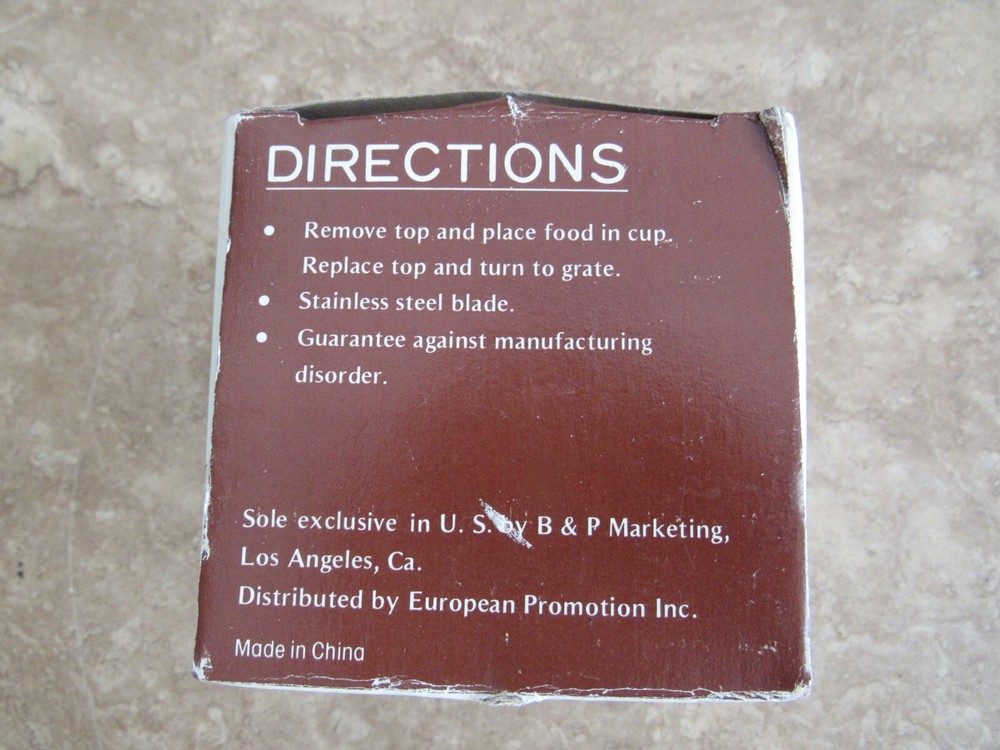 DIRECTIONS
• Remove top and place food in cup.
Replace top and turn to grate.
• Stainless steel blade.
• Guarantee against manufacturing
disorder.
Sole exclusive in U. S. by B & P Marketing,
Los Angeles, Ca.
Distributed by European Promotion Inc.
Made in China